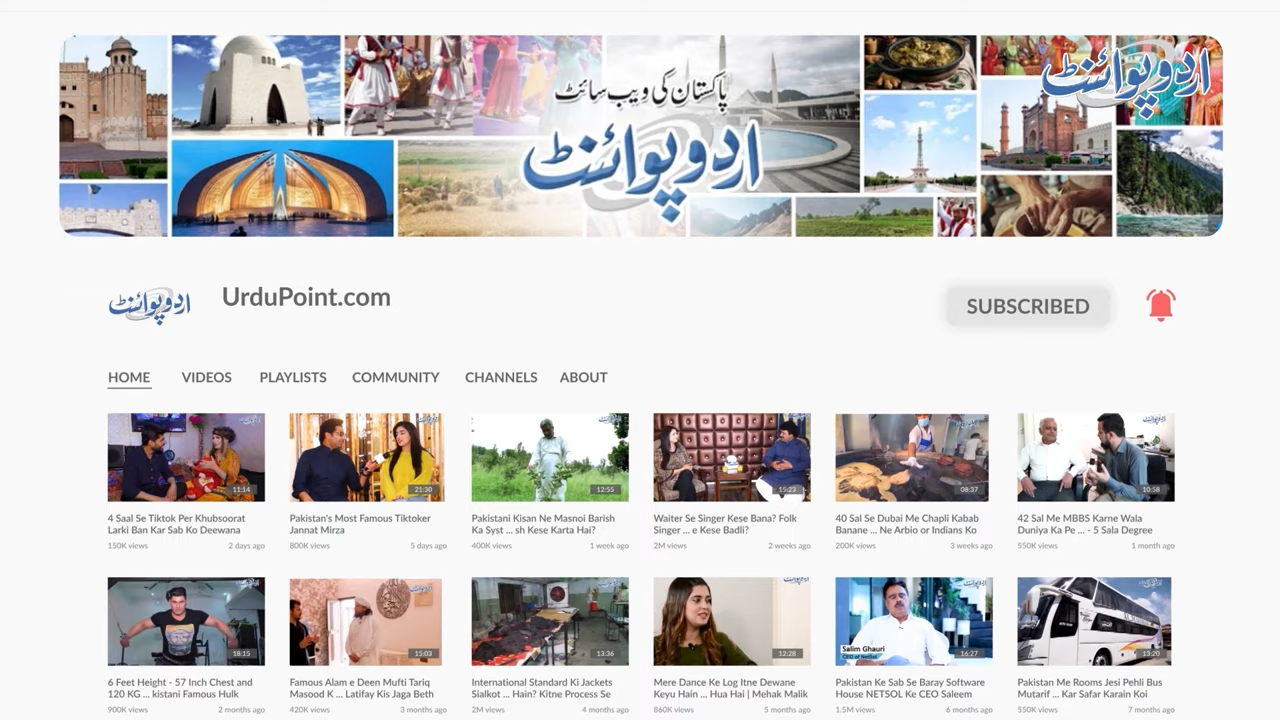 پاکستان کی ویب سائٹ
اردو پوائنٹ
اردو پوائنٹ
اردو پوائنٹ
UrduPoint.com
SUBSCRIBED
HOME VIDEOS PLAYLISTS COMMUNITY CHANNELS ABOUT
11:14
21:30
12:55
15:23
08:37
10:58
4 Saal Se Tiktok Per Khubsoorat
Larki Ban Kar Sab Ko Deewana
150K views 2 days ago
Pakistan's Most Famous Tiktoker
Jannat Mirza
800K views 5 days ago
Pakistani Kisan Ne Masnoi Barish
Ka Syst ... sh Kese Karta Hai?
400K views 1 week ago
Waiter Se Singer Kese Bana? Folk
Singer ... e Kese Badli?
2M views 2 weeks ago
40 Sal Se Dubai Me Chapli Kabab
Banane ... Ne Arbio or Indians Ko
200K views 3 weeks ago
42 Sal Me MBBS Karne Wala
Duniya Ka Pe ... - 5 Sala Degree
550K views 1 month ago
18:15
15:03
13:36
12:28
Salim Ghauri
CEO of Netsol
16:27
13:20
6 Feet Height - 57 Inch Chest and
120 KG ... kistani Famous Hulk
900K views 2 months ago
Famous Alam e Deen Mufti Tariq
Masood K ... Latifay Kis Jaga Beth
420K views 3 months ago
International Standard Ki Jackets
Sialkot ... Hain? Kitne Process Se
2M views 4 months ago
Mere Dance Ke Log Itne Dewane
Keyu Hain ... Hua Hai | Mehak Malik
860K views 5 months ago
Pakistan Ke Sab Se Baray Software
House NETSOL Ke CEO Saleem
1.5M views 6 months ago
Pakistan Me Rooms Jesi Pehli Bus
Mutarif ... Kar Safar Karain Koi
550K views 7 months ago